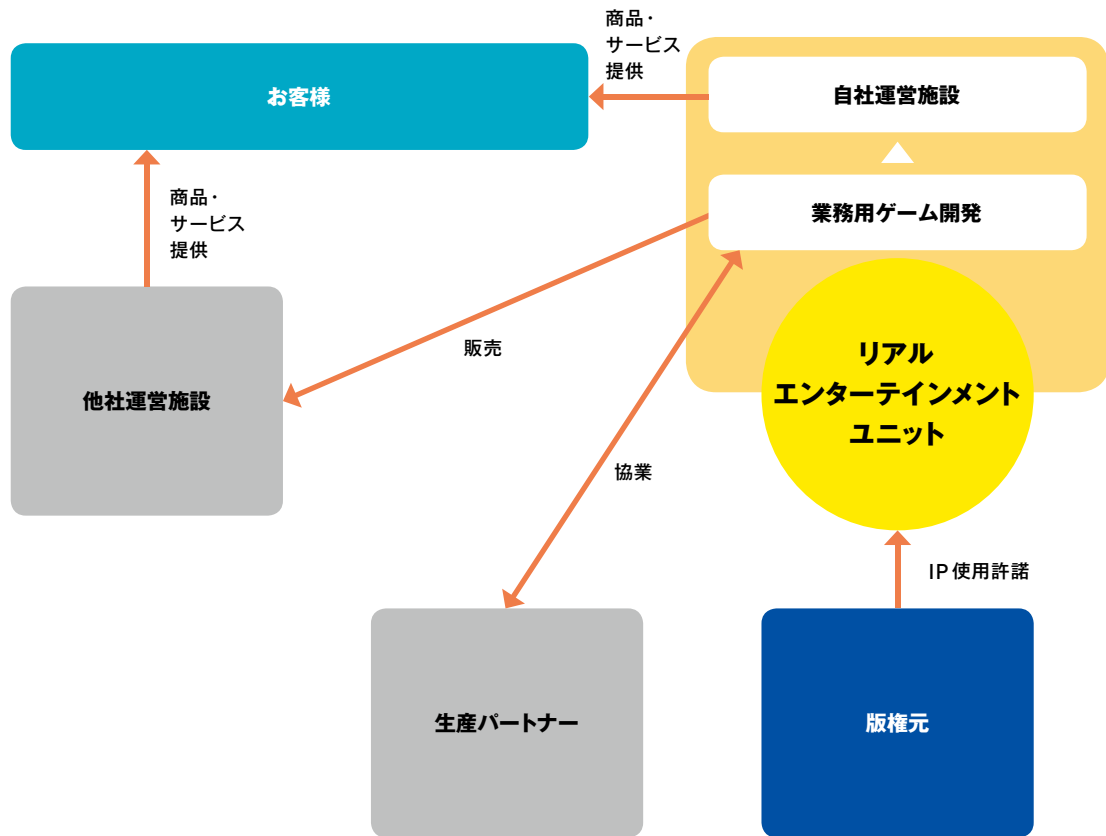 商品・
サービス
提供
お客様
自社運営施設
商品・
サービス
提供
業務用ゲーム開発
販売
他社運営施設
リアル
エンターテインメント
ユニット
協業
IP使用許諾
生産パートナー
版権元